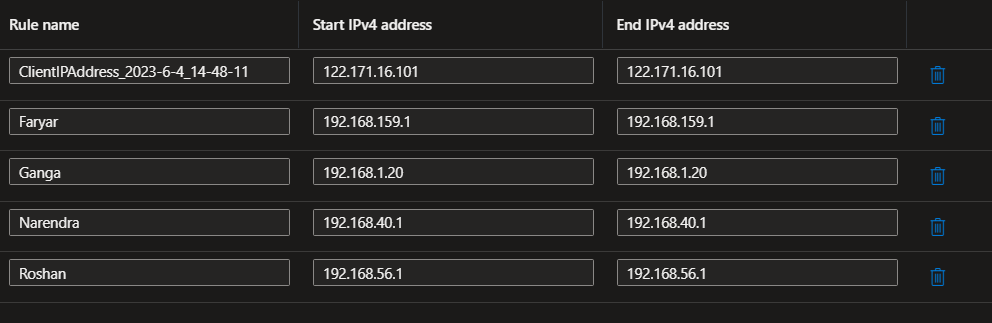 Rule name Start IPv4 address End IPv4 address
ClientIPAddress_2023-6-4_14-48-11 122.171.16.101 122.171.16.101
Faryar 192.168.159.1 192.168.159.1
Ganga 192.168.1.20 192.168.1.20
Narendra 192.168.40.1 192.168.40.1
Roshan 192.168.56.1 192.168.56.1